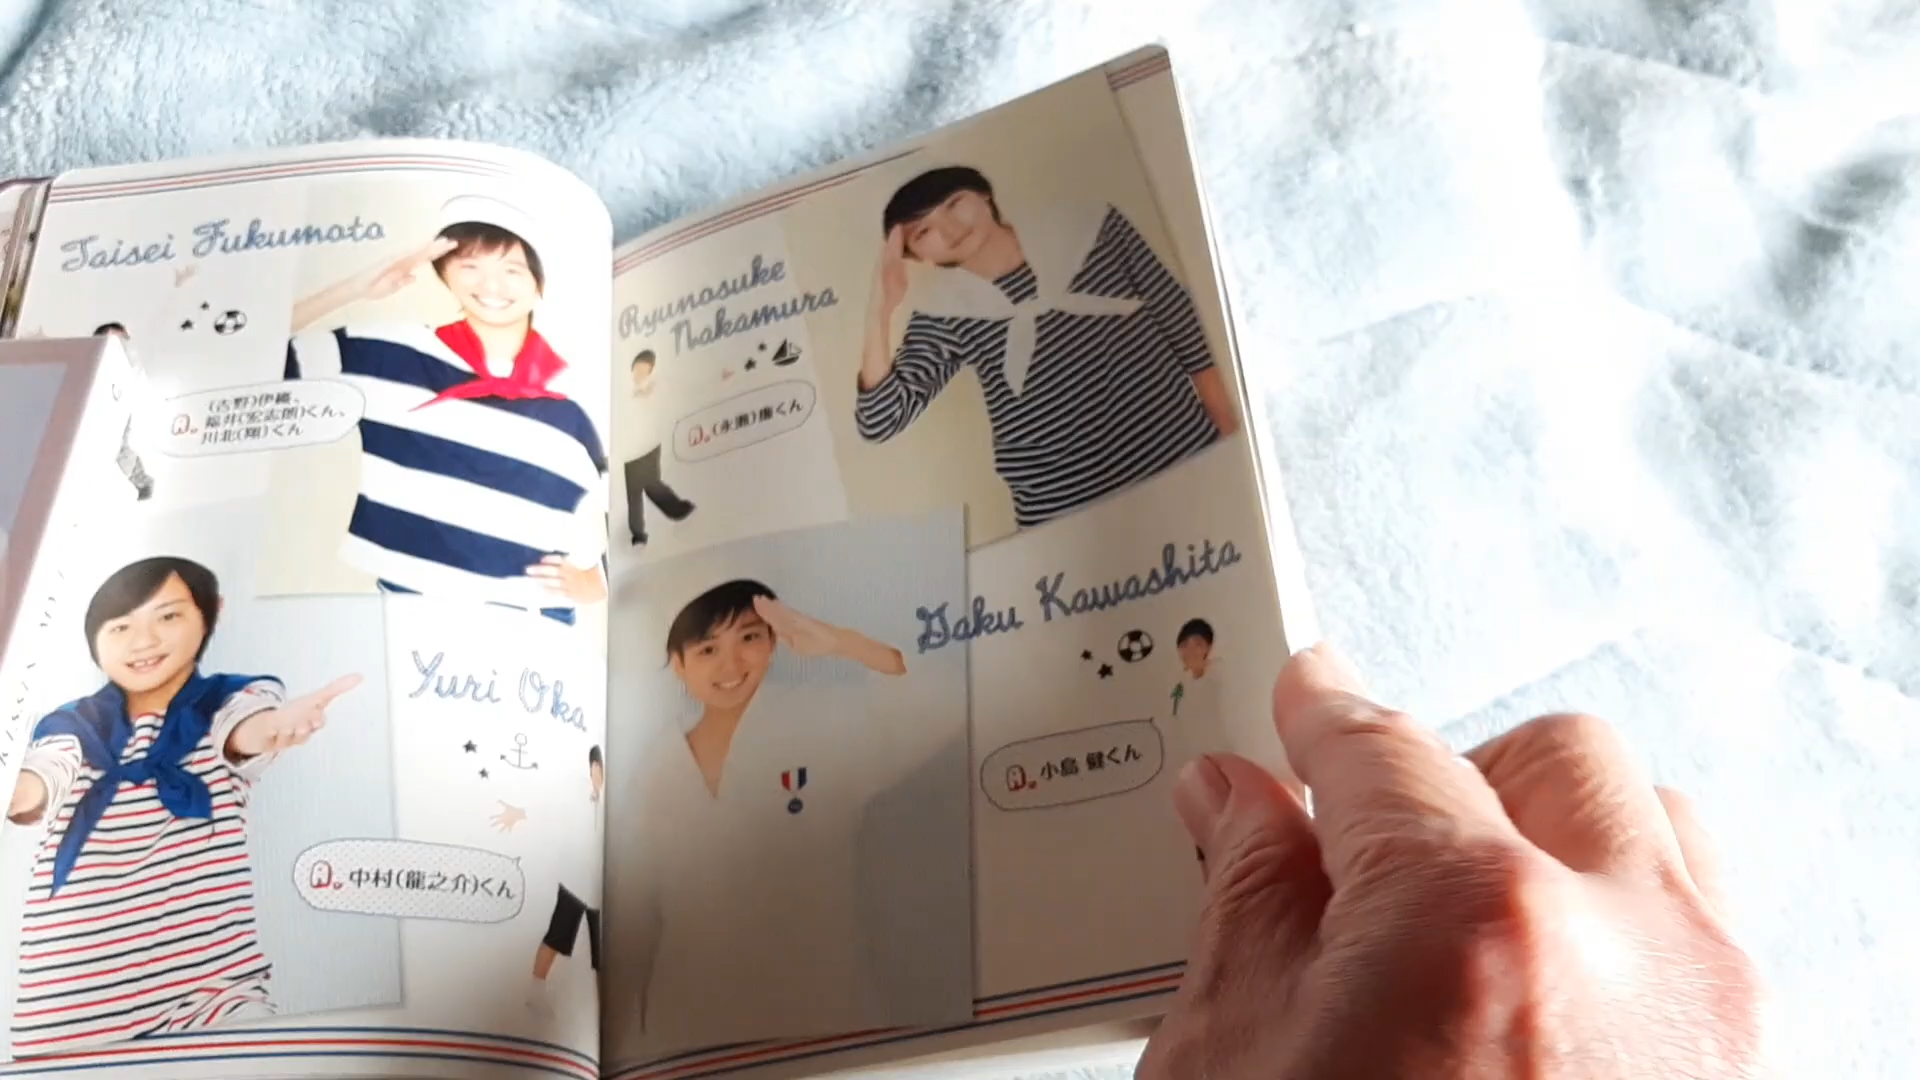 Taisei Fukumoto
A。(吉野)伊織、
福井(宏志朗)くん、
川北(翔)くん
Yuri Oka
A。中村(龍之介)くん
Ryunosuke
Nakamura
A。(永瀬)廉くん
Gaku Kawashita
A。小島 健くん